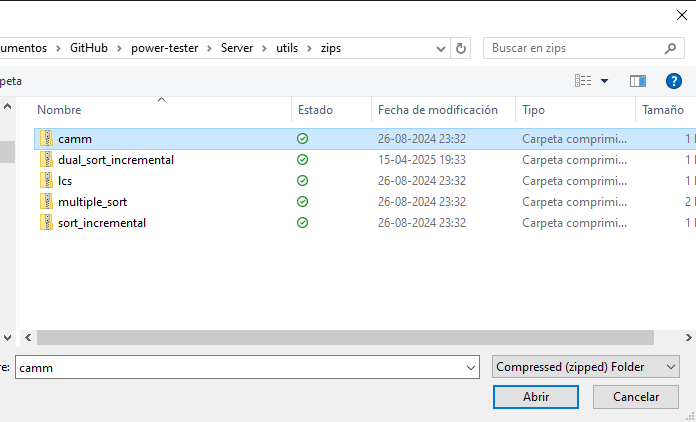 umentos > GitHub > power-tester > Server > utils > zips
Buscar en zips
peta
Nombre Estado Fecha de modificación Tipo Tamaño
camm 26-08-2024 23:32 Carpeta comprimi... 1
dual_sort_incremental 15-04-2025 19:33 Carpeta comprimi... 1
lcs 26-08-2024 23:32 Carpeta comprimi... 1
multiple_sort 26-08-2024 23:32 Carpeta comprimi... 2
sort_incremental 26-08-2024 23:32 Carpeta comprimi... 1
re: camm Compressed (zipped) Folder
Abrir Cancelar